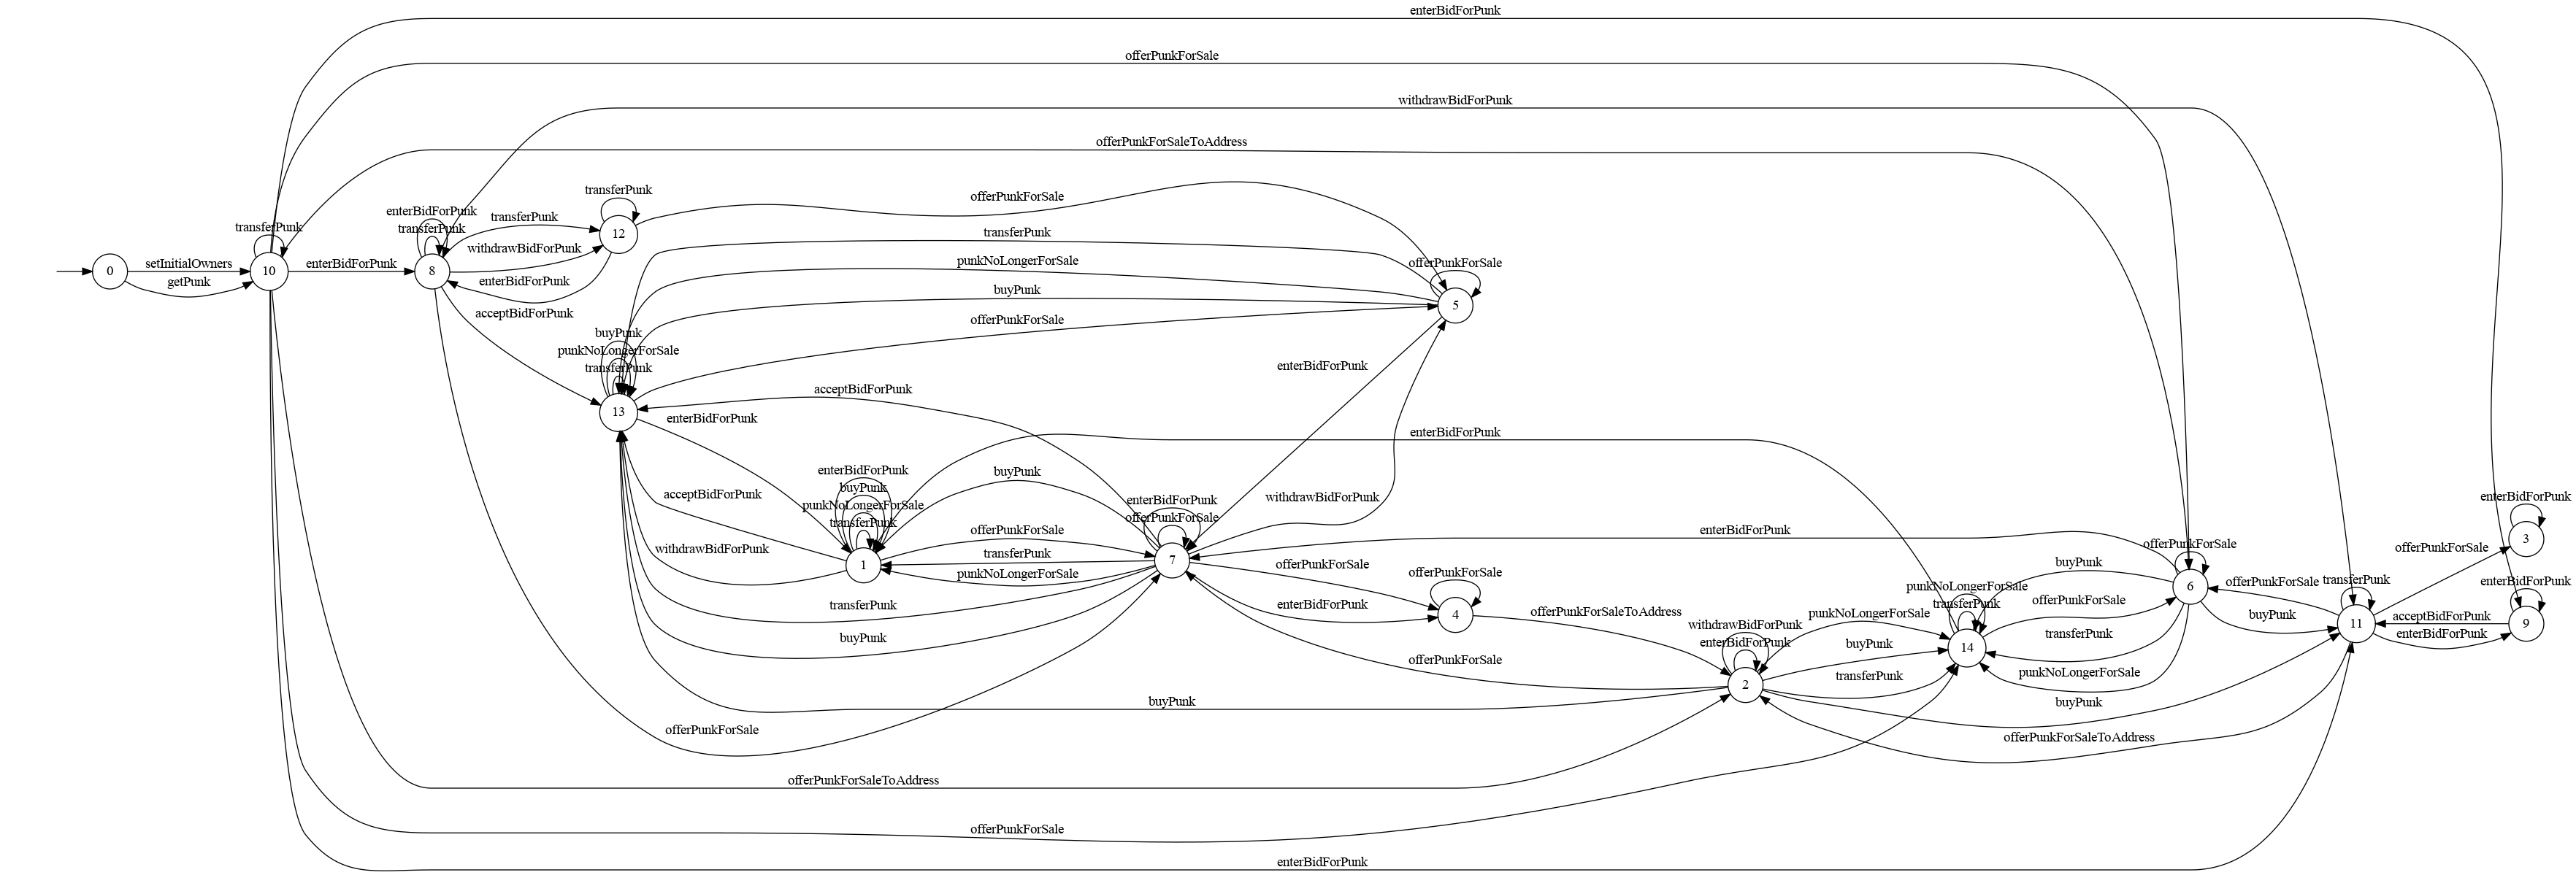 enterBidForPunk
offerPunkForSale
withdrawBidForPunk
offerPunkForSaleToAddress
transferPunk
offerPunkForSale
enterBidForPunk
transferPunk
transferPunk
transferPunk
12
transferPunk
withdrawBidForPunk
punkNoLongerForSale
offerPunkForSale
0
setInitialOwners
10
enterBidForPunk
8
getPunk
enterBidForPunk
buyPunk
5
acceptBidForPunk
offerPunkForSale
buyPunk
punkNoLongerForSale
transferPunk
enterBidForPunk
acceptBidForPunk
13
enterBidForPunk
enterBidForPunk
enterBidForPunk
buyPunk
buyPunk
acceptBidForPunk
withdrawBidForPunk
enterBidForPunk
enterBidForPunk
punkNoLongerForSale
offerPunkForSale
transferPunk
offerPunkForSale
enterBidForPunk
3
withdrawBidForPunk
transferPunk
offerPunkForSale
offerPunkForSale
1
7
buyPunk
punkNoLongerForSale
offerPunkForSale
offerPunkForSale
6
offerPunkForSale
transferPunk
punkNoLongerForSale
offerPunkForSale
transferPunk
enterBidForPunk
enterBidForPunk
transferPunk
4
offerPunkForSaleToAddress
punkNoLongerForSale
buyPunk
acceptBidForPunk
11
9
withdrawBidForPunk
transferPunk
enterBidForPunk
buyPunk
enterBidForPunk
buyPunk
14
offerPunkForSale
transferPunk
punkNoLongerForSale
2
buyPunk
buyPunk
offerPunkForSale
offerPunkForSaleToAddress
offerPunkForSaleToAddress
offerPunkForSale
enterBidForPunk